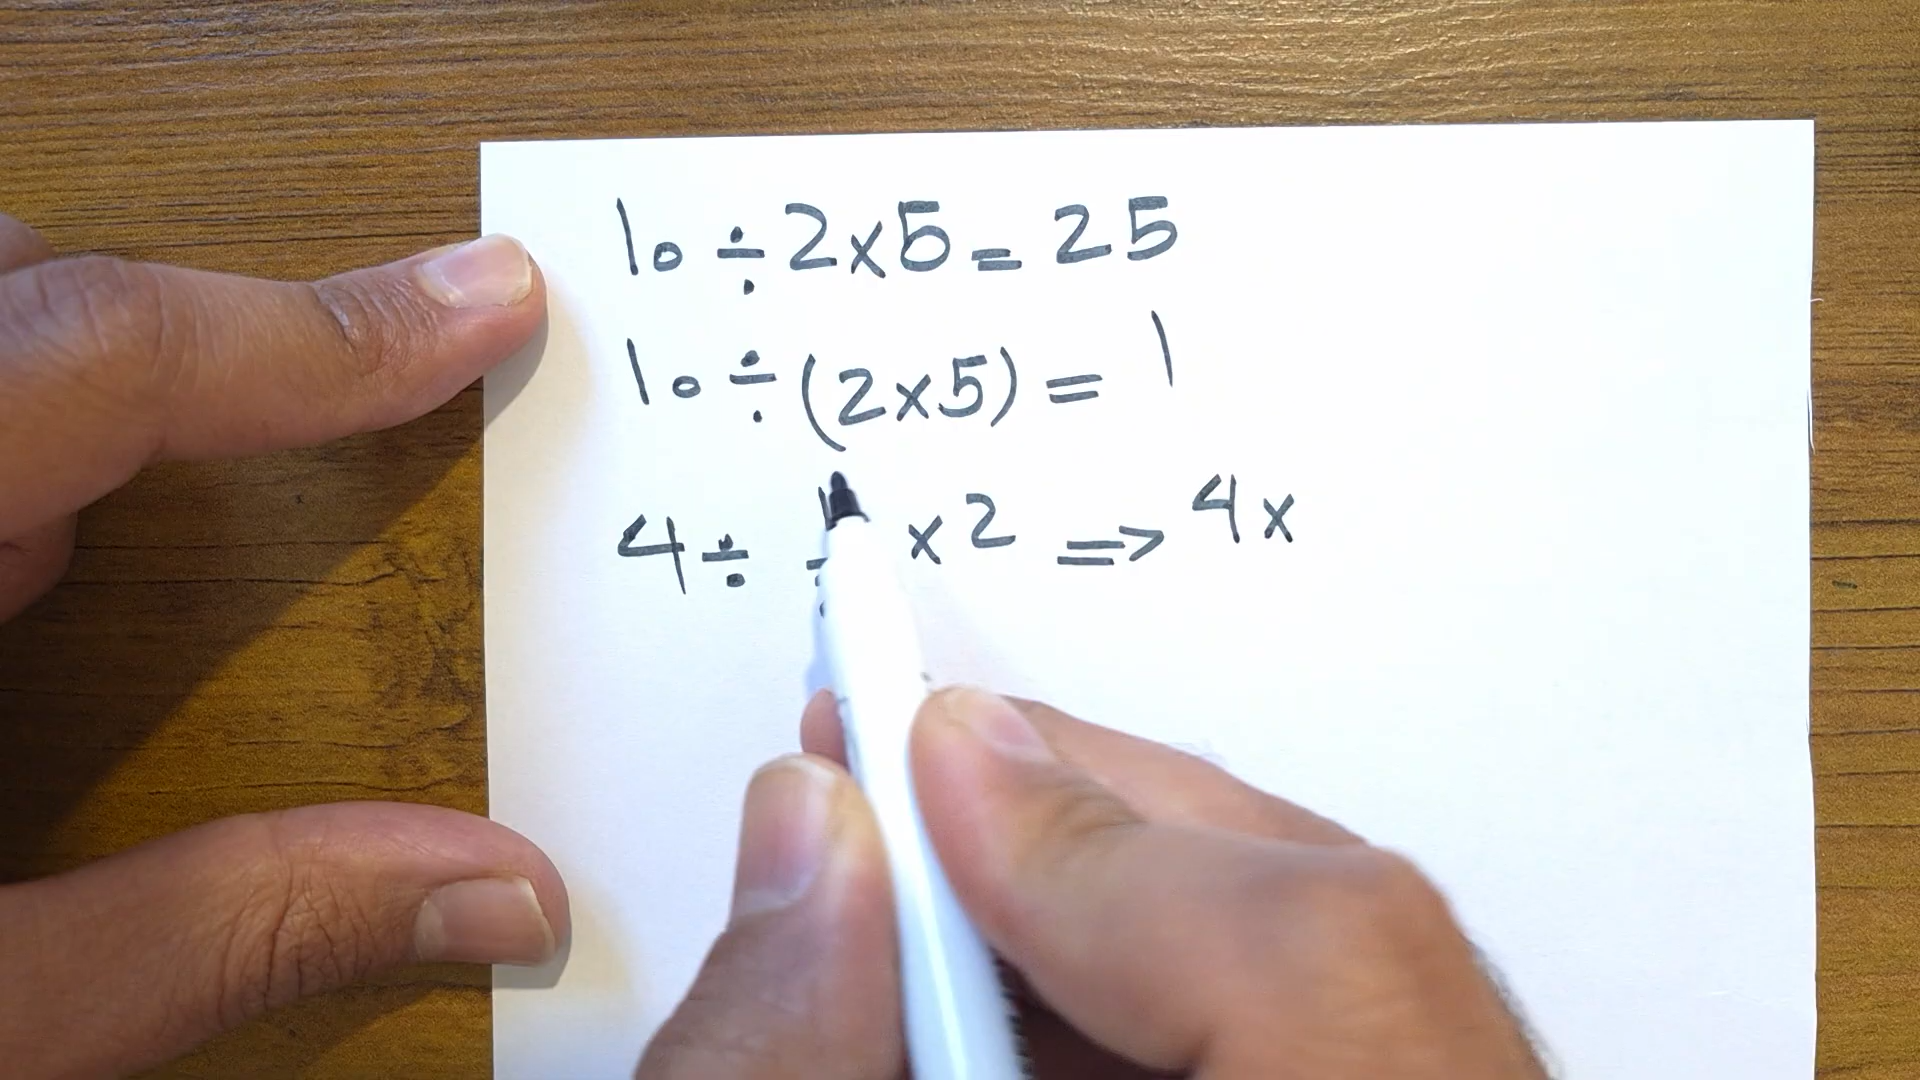 10 ÷ 2 × 5 = 25
10 ÷ (2 × 5) = 1
4 ÷ × 2 => 4 ×